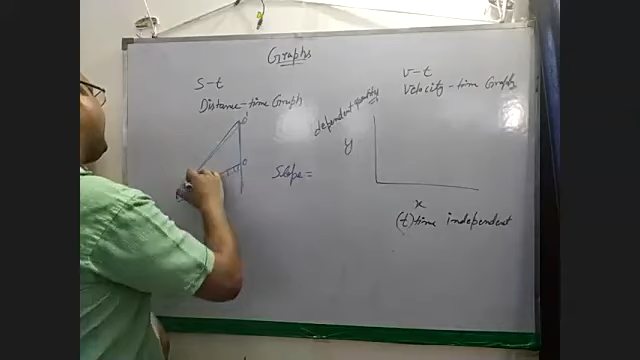 Graphs
S-t
Distance-time Graph
O'
O
Slope =
V-t
Velocity-time Graph
dependent quantity
y
x
(t) time independent